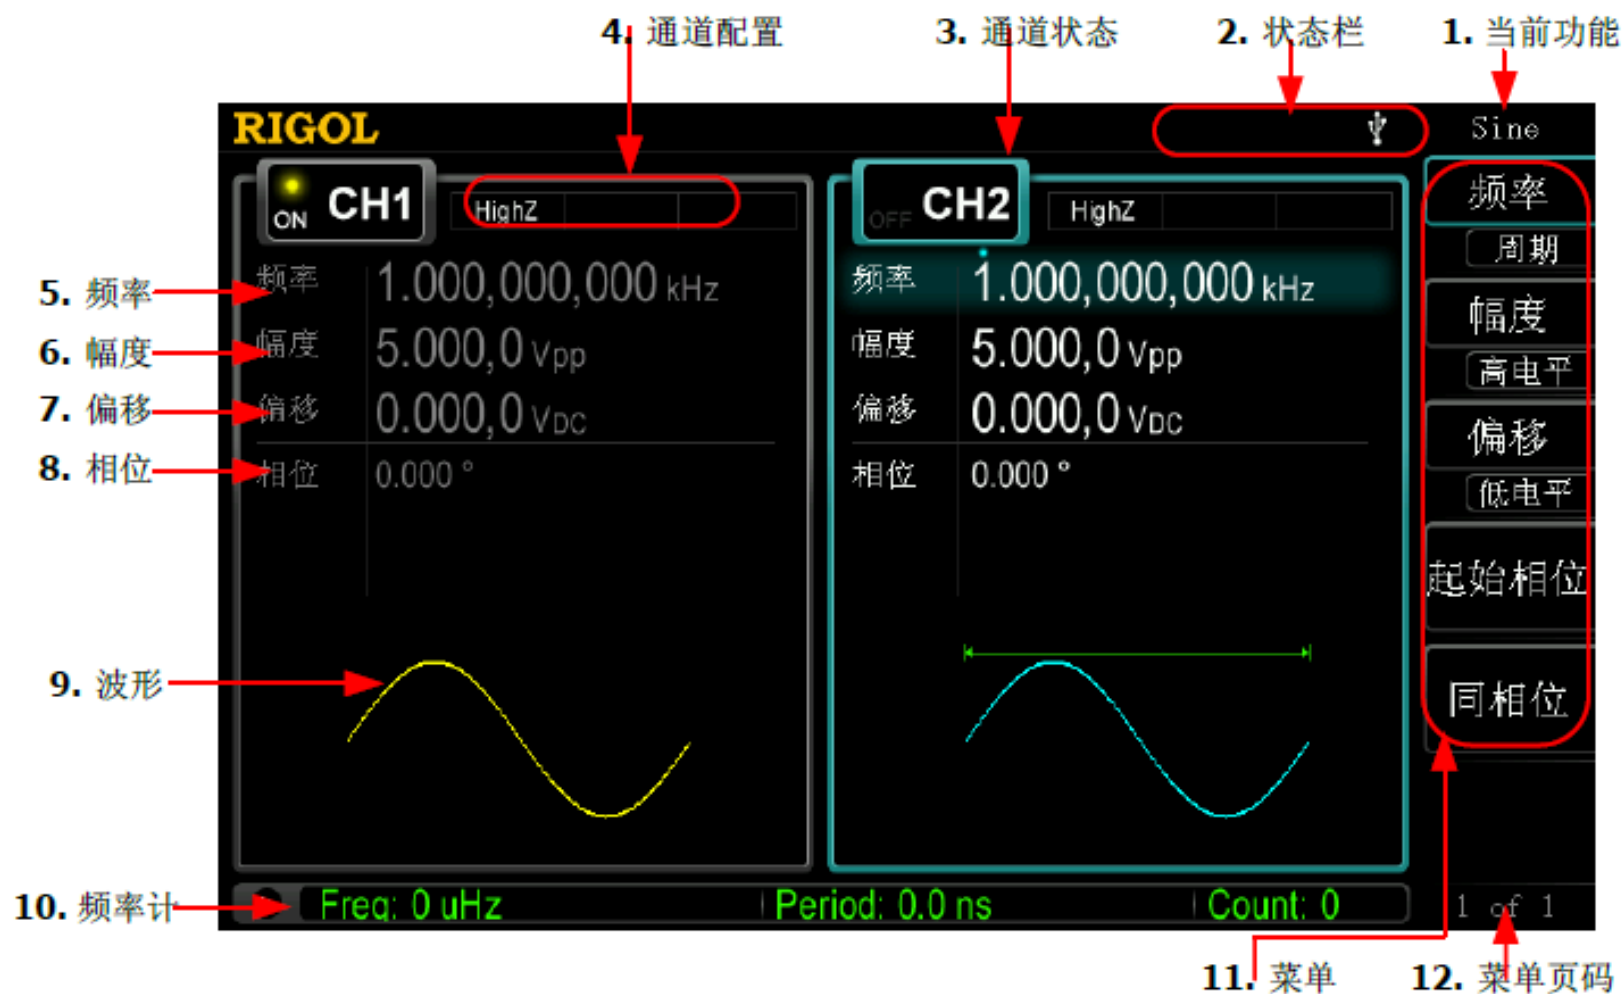 4. 通道配置 3. 通道状态 2. 状态栏 1. 当前功能
RIGOL Sine
ON CH1 HighZ OFF CH2 HighZ 频率
周期
5. 频率 频率 1.000,000,000 kHz 频率 1.000,000,000 kHz 幅度
6. 幅度 幅度 5.000,0 Vpp 幅度 5.000,0 Vpp 高电平
7. 偏移 偏移 0.000,0 VDC 偏移 0.000,0 VDC 偏移
8. 相位 相位 0.000 ° 相位 0.000 ° 低电平
起始相位
9. 波形 同相位
10. 频率计 Freq: 0 uHz Period: 0.0 ns Count: 0 1 of 1
11. 菜单 12. 菜单页码